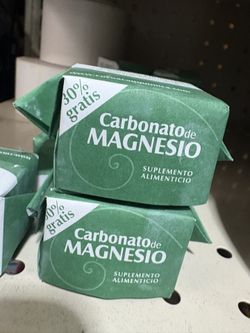 30%
gratis
Carbonato de
MAGNESIO
SUPLEMENTO
ALIMENTICIO
30%
gratis
Carbonato de
MAGNESIO
SUPLEMENTO
ALIMENTICIO